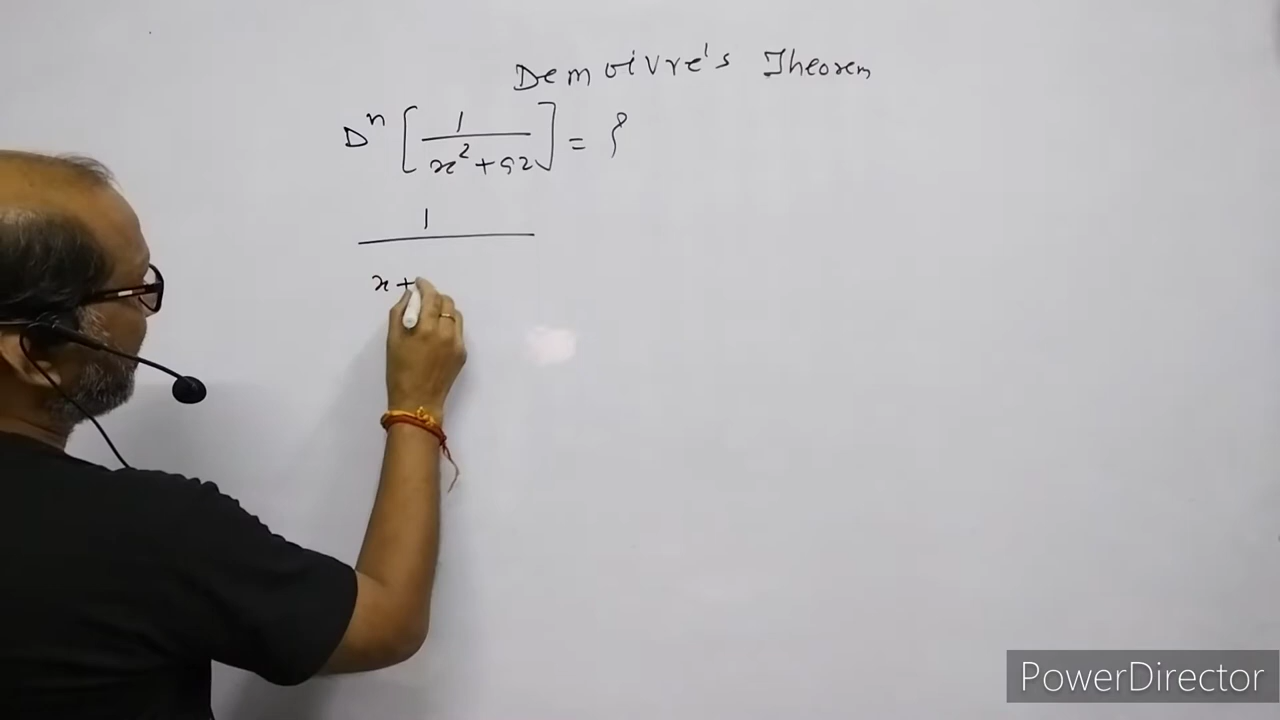 Demoivre's Theorem
Dⁿ [ 1 / x² + a2 ] = ?
1
x +
PowerDirector